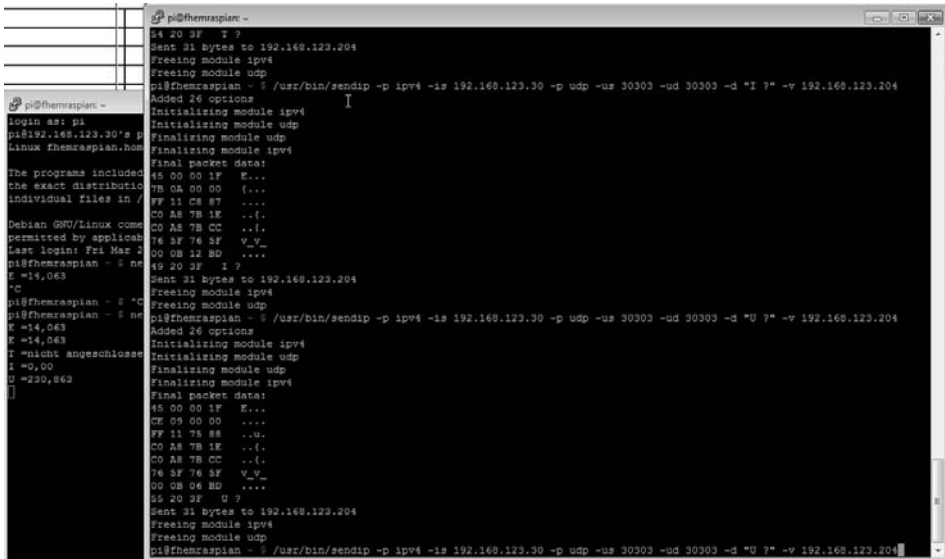 pi@fhemraspian: ~
login as: pi
pi@192.168.123.30's p
Linux fhemraspian.hom
The programs included
the exact distributio
individual files in /
Debian GNU/Linux come
permitted by applicab
Last login: Fri Mar 2
pi@fhemraspian ~ $ ne
E =14,063
^C
pi@fhemraspian ~ $ ^C
pi@fhemraspian ~ $ ne
E =14,063
E =14,063
T =nicht angeschlosse
I =0,00
U =230,863
pi@fhemraspian: ~
54 20 3F T ?
Sent 31 bytes to 192.168.123.204
Freeing module ipv4
Freeing module udp
pi@fhemraspian ~ $ /usr/bin/sendip -p ipv4 -is 192.168.123.30 -p udp -us 30303 -ud 30303 -d "I ?" -v 192.168.123.204
Added 26 options
Initializing module ipv4
Initializing module udp
Finalizing module udp
Finalizing module ipv4
Final packet data:
45 00 00 1F E...
7B 0A 00 00 {...
FF 11 C8 87 ....
C0 A8 7B 1E ..{.
C0 A8 7B CC ..{.
76 5F 76 5F v_v_
00 0B 12 BD ....
49 20 3F I ?
Sent 31 bytes to 192.168.123.204
Freeing module ipv4
Freeing module udp
pi@fhemraspian ~ $ /usr/bin/sendip -p ipv4 -is 192.168.123.30 -p udp -us 30303 -ud 30303 -d "U ?" -v 192.168.123.204
Added 26 options
Initializing module ipv4
Initializing module udp
Finalizing module udp
Finalizing module ipv4
Final packet data:
45 00 00 1F E...
CE 09 00 00 ....
FF 11 75 88 ..u.
C0 A8 7B 1E ..{.
C0 A8 7B CC ..{.
76 5F 76 5F v_v_
00 0B 06 BD ....
55 20 3F U ?
Sent 31 bytes to 192.168.123.204
Freeing module ipv4
Freeing module udp
pi@fhemraspian ~ $ /usr/bin/sendip -p ipv4 -is 192.168.123.30 -p udp -us 30303 -ud 30303 -d "U ?" -v 192.168.123.204